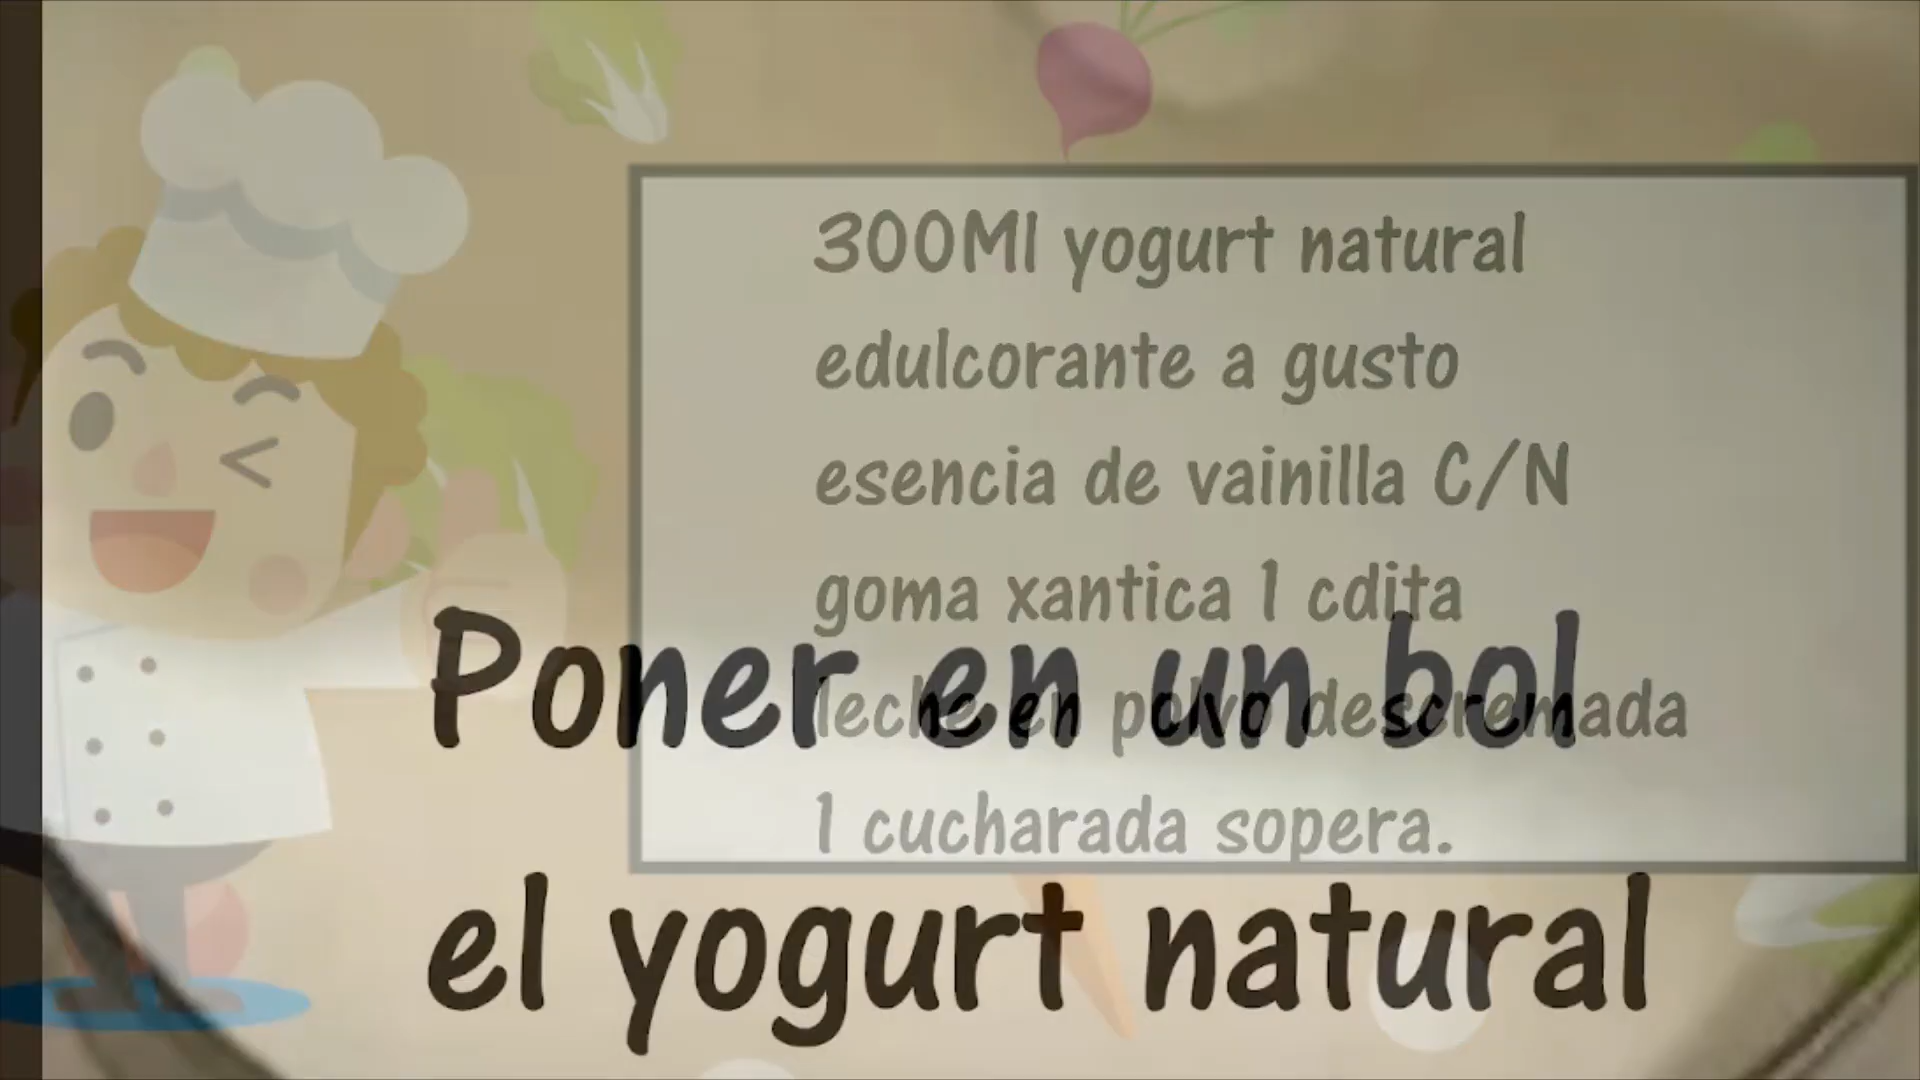 300Ml yogurt natural
edulcorante a gusto
esencia de vainilla C/N
goma xantica 1 cdita
leche en polvo descremada
1 cucharada sopera.
Poner en un bol
el yogurt natural